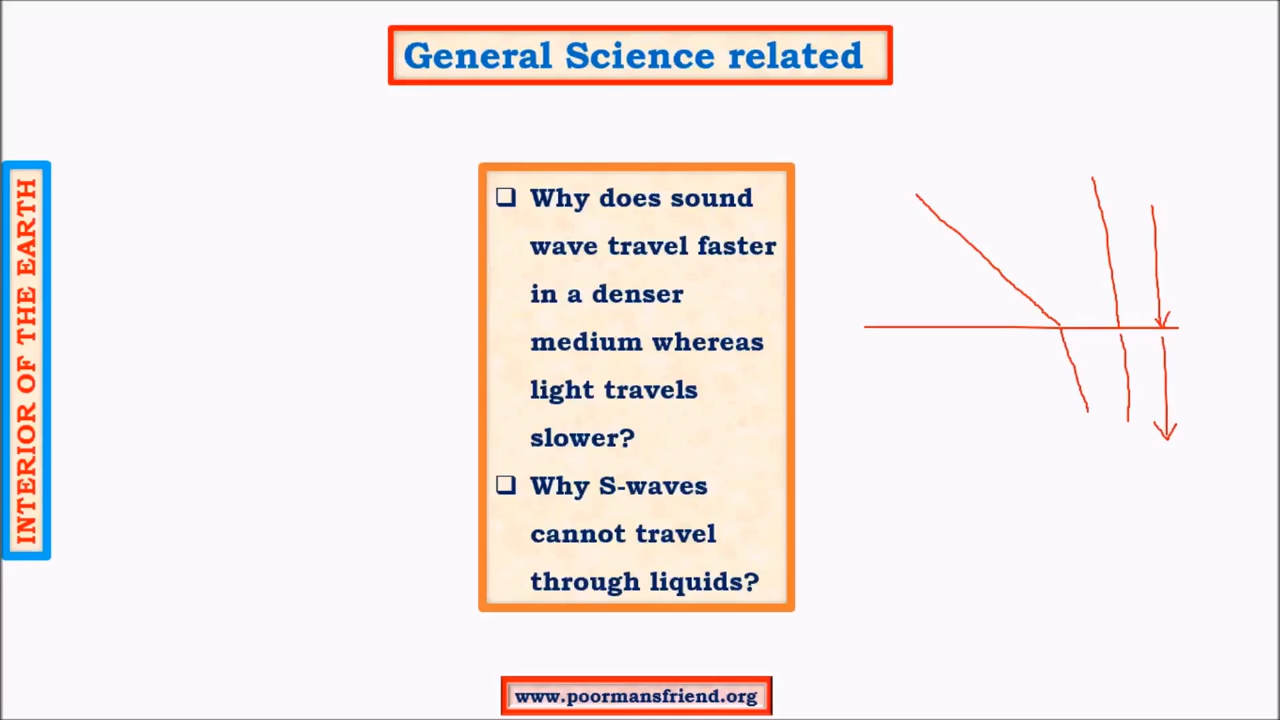 General Science related
INTERIOR OF THE EARTH
❑ Why does sound
wave travel faster
in a denser
medium whereas
light travels
slower?
❑ Why S-waves
cannot travel
through liquids?
www.poormansfriend.org